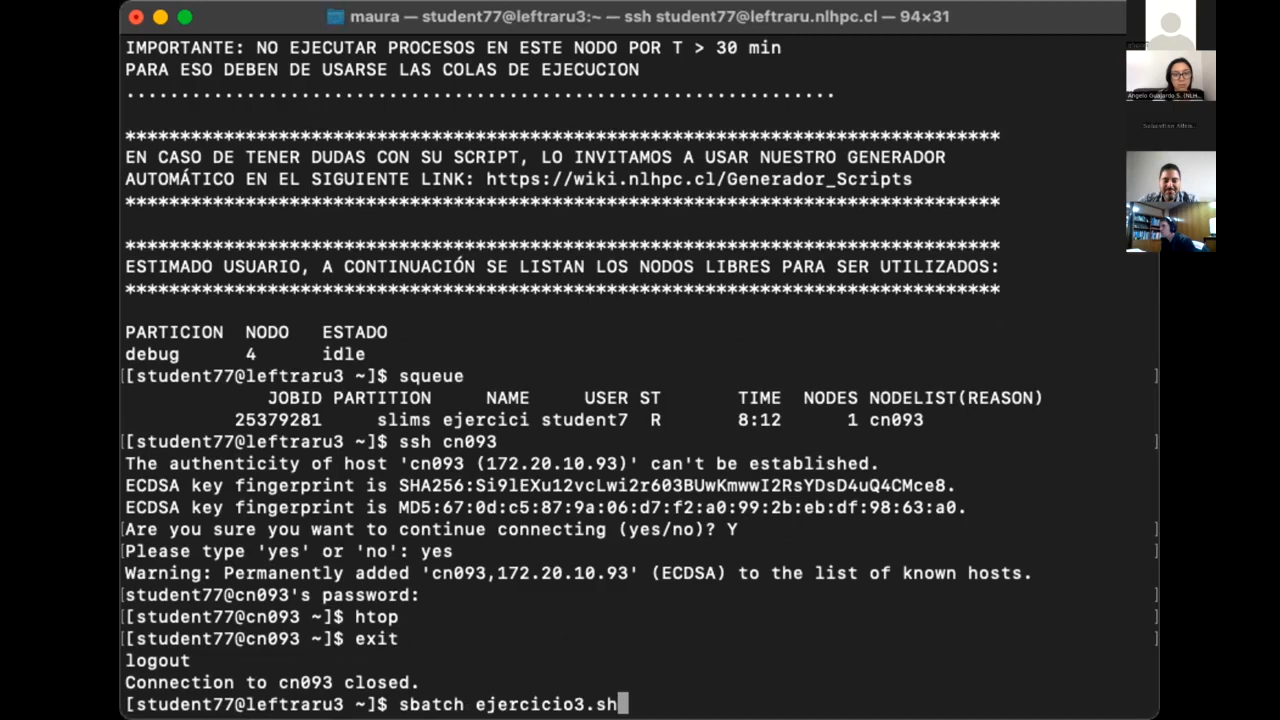 maura — student77@leftraru3:~ — ssh student77@leftraru.nlhpc.cl — 94×31
IMPORTANTE: NO EJECUTAR PROCESOS EN ESTE NODO POR T > 30 min
PARA ESO DEBEN DE USARSE LAS COLAS DE EJECUCION
.................................................................
********************************************************************************
EN CASO DE TENER DUDAS CON SU SCRIPT, LO INVITAMOS A USAR NUESTRO GENERADOR
AUTOMÁTICO EN EL SIGUIENTE LINK: https://wiki.nlhpc.cl/Generador_Scripts
********************************************************************************
********************************************************************************
ESTIMADO USUARIO, A CONTINUACIÓN SE LISTAN LOS NODOS LIBRES PARA SER UTILIZADOS:
********************************************************************************
PARTICION  NODO   ESTADO
debug      4      idle
[[student77@leftraru3 ~]$ squeue ]
JOBID PARTITION     NAME     USER ST       TIME  NODES NODELIST(REASON)
25379281     slims ejercici student7  R       8:12      1 cn093
[[student77@leftraru3 ~]$ ssh cn093 ]
The authenticity of host 'cn093 (172.20.10.93)' can't be established.
ECDSA key fingerprint is SHA256:Si9lEXu12vcLwi2r603BUwKmwwI2RsYDsD4uQ4CMce8.
ECDSA key fingerprint is MD5:67:0d:c5:87:9a:06:d7:f2:a0:99:2b:eb:df:98:63:a0.
[Are you sure you want to continue connecting (yes/no)? Y ]
[Please type 'yes' or 'no': yes ]
Warning: Permanently added 'cn093,172.20.10.93' (ECDSA) to the list of known hosts.
[student77@cn093's password: ]
[[student77@cn093 ~]$ htop ]
[[student77@cn093 ~]$ exit ]
logout
Connection to cn093 closed.
[student77@leftraru3 ~]$ sbatch ejercicio3.sh
Angelo Guajardo S. (NLH...